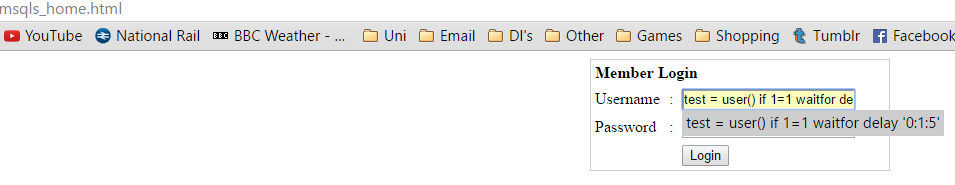 msqls_home.html
YouTube National Rail BBC BBC Weather - ... Uni Email DI's Other Games Shopping Tumblr Facebook
Member Login
Username : test = user() if 1=1 waitfor de
test = user() if 1=1 waitfor delay '0:1:5'
Password :
Login